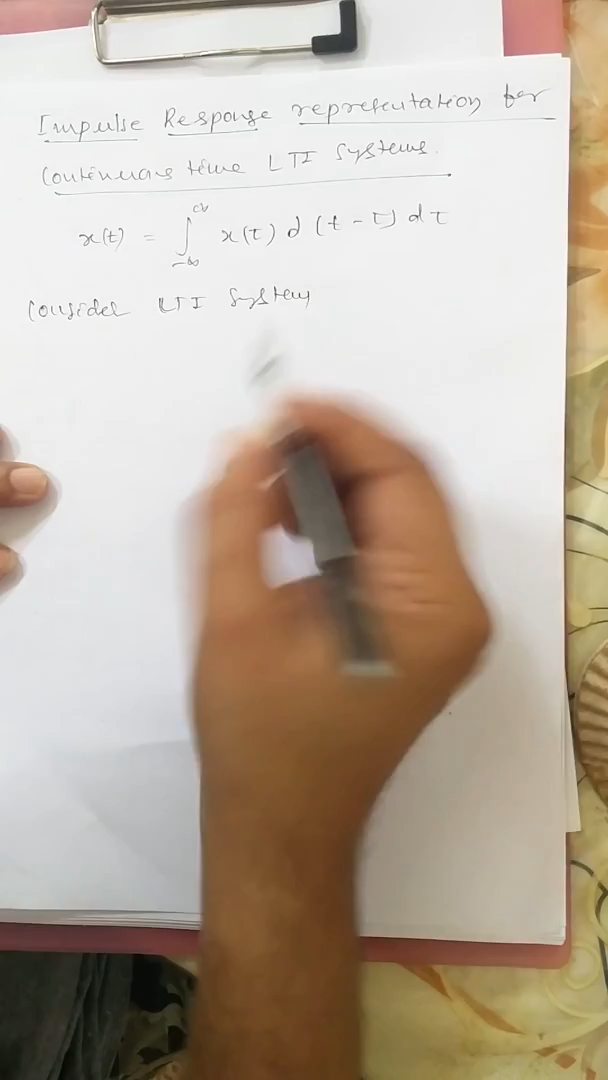 Impulse Response representation for
Continuous time LTI Systems.
x(t) = ∫_{-∞}^{∞} x(τ) d (t - τ) dτ
Consider LTI System